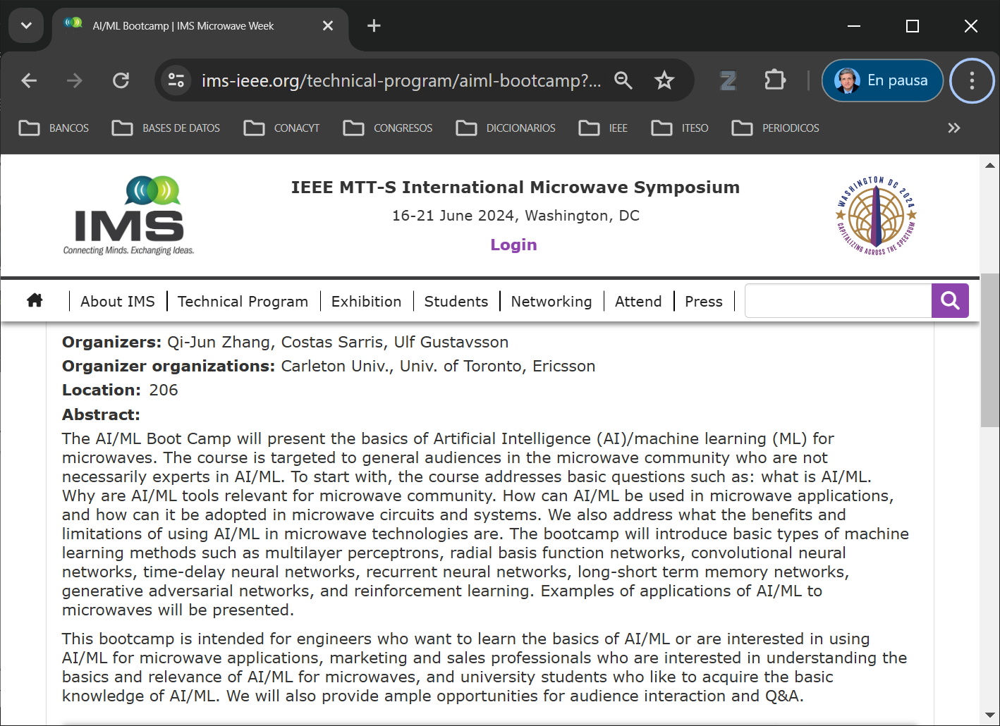 AI/ML Bootcamp | IMS Microwave Week
ims-ieee.org/technical-program/aiml-bootcamp?...
En pausa
BANCOS
BASES DE DATOS
CONACYT
CONGRESOS
DICCIONARIOS
IEEE
ITESO
PERIODICOS
IMS
Connecting Minds. Exchanging Ideas.
IEEE MTT-S International Microwave Symposium
16-21 June 2024, Washington, DC
Login
WASHINGTON DC 2024
CAPITALIZING ACROSS THE SPECTRUM
About IMS
Technical Program
Exhibition
Students
Networking
Attend
Press
Organizers: Qi-Jun Zhang, Costas Sarris, Ulf Gustavsson
Organizer organizations: Carleton Univ., Univ. of Toronto, Ericsson
Location: 206
Abstract:
The AI/ML Boot Camp will present the basics of Artificial Intelligence (AI)/machine learning (ML) for
microwaves. The course is targeted to general audiences in the microwave community who are not
necessarily experts in AI/ML. To start with, the course addresses basic questions such as: what is AI/ML.
Why are AI/ML tools relevant for microwave community. How can AI/ML be used in microwave applications,
and how can it be adopted in microwave circuits and systems. We also address what the benefits and
limitations of using AI/ML in microwave technologies are. The bootcamp will introduce basic types of machine
learning methods such as multilayer perceptrons, radial basis function networks, convolutional neural
networks, time-delay neural networks, recurrent neural networks, long-short term memory networks,
generative adversarial networks, and reinforcement learning. Examples of applications of AI/ML to
microwaves will be presented.
This bootcamp is intended for engineers who want to learn the basics of AI/ML or are interested in using
AI/ML for microwave applications, marketing and sales professionals who are interested in understanding the
basics and relevance of AI/ML for microwaves, and university students who like to acquire the basic
knowledge of AI/ML. We will also provide ample opportunities for audience interaction and Q&A.